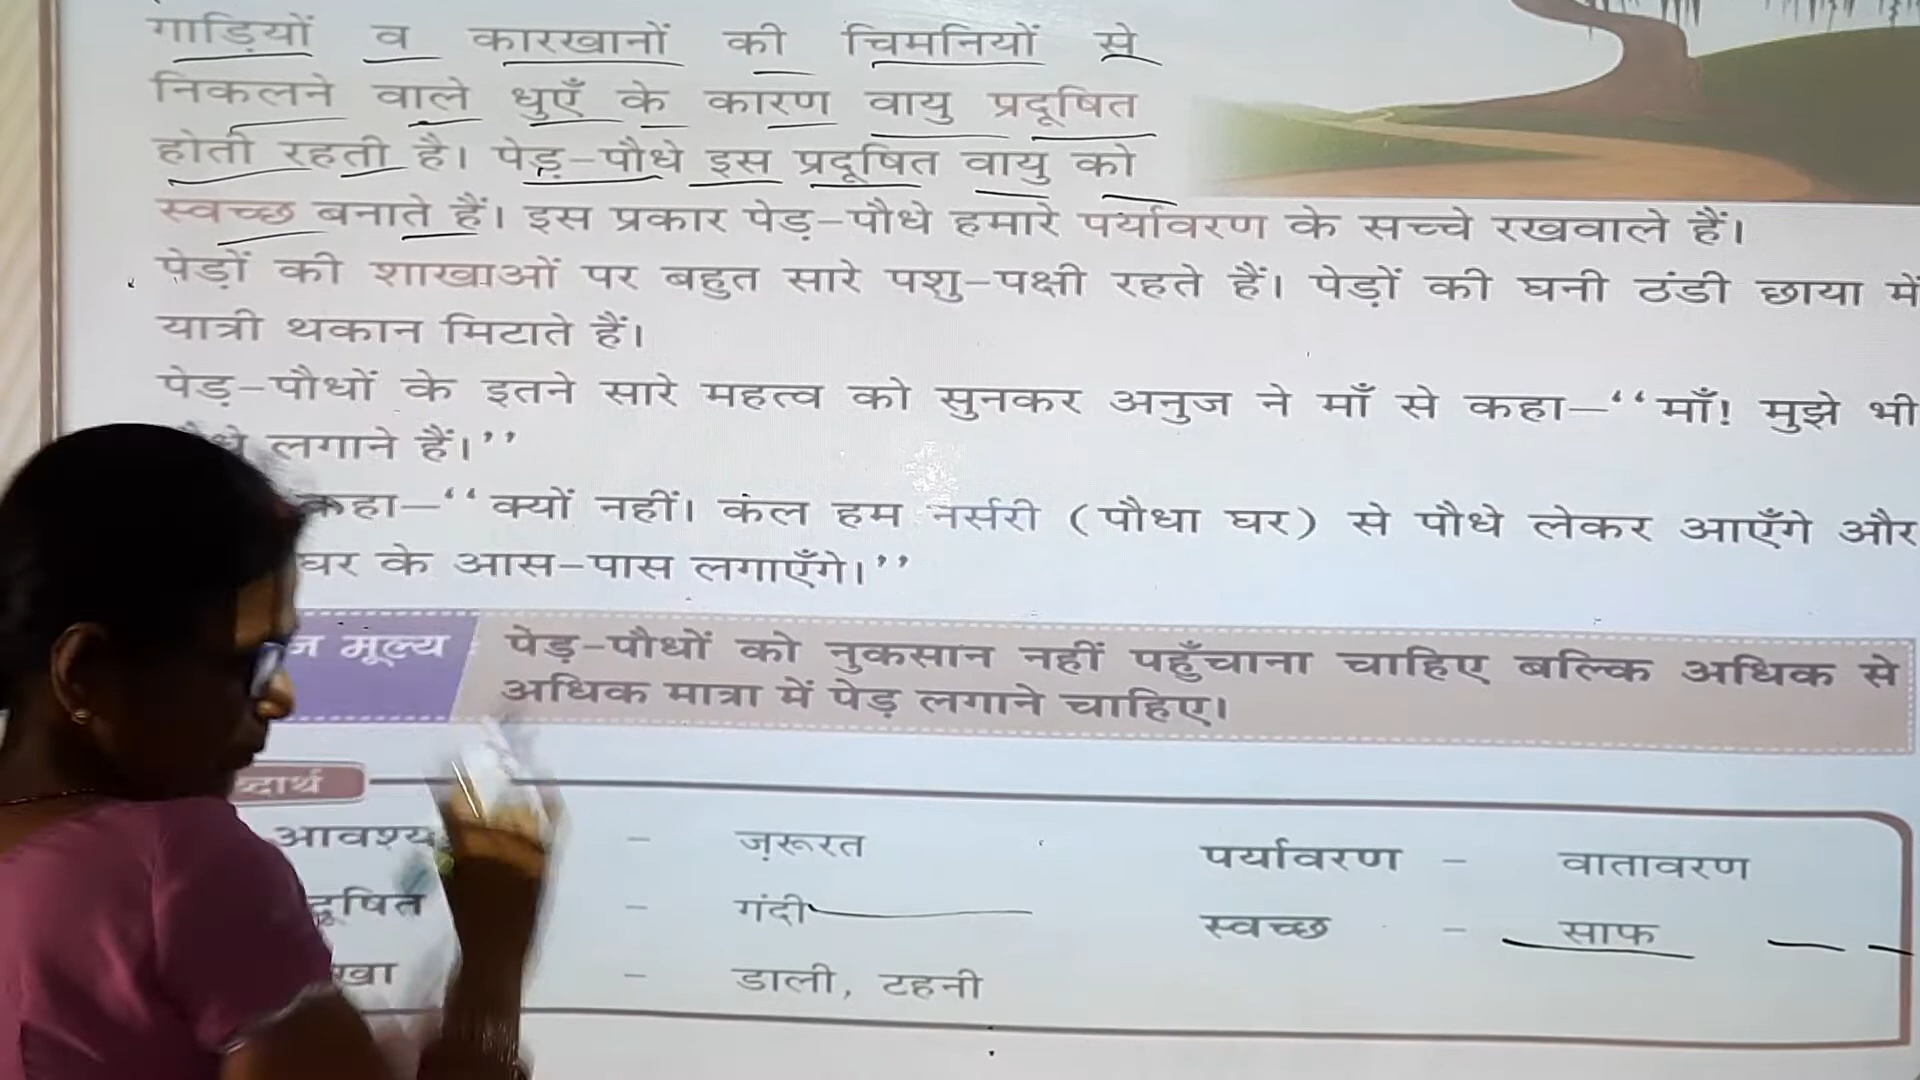 गाड़ियों व कारखानों की चिमनियों से
निकलने वाले धुएँ के कारण वायु प्रदूषित
होती रहती है। पेड़-पौधे इस प्रदूषित वायु को
स्वच्छ बनाते हैं। इस प्रकार पेड़-पौधे हमारे पर्यावरण के सच्चे रखवाले हैं।
पेड़ों की शाखाओं पर बहुत सारे पशु-पक्षी रहते हैं। पेड़ों की घनी ठंडी छाया में
यात्री थकान मिटाते हैं।
पेड़-पौधों के इतने सारे महत्व को सुनकर अनुज ने माँ से कहा—‘‘माँ! मुझे भी
लगाने हैं।’’
कहा—‘‘क्यों नहीं। कल हम नर्सरी (पौधा घर) से पौधे लेकर आएँगे और
घर के आस-पास लगाएँगे।’’
मूल्य
पेड़-पौधों को नुकसान नहीं पहुँचाना चाहिए बल्कि अधिक से
अधिक मात्रा में पेड़ लगाने चाहिए।
– ज़रूरत पर्यावरण – वातावरण
– गंदी स्वच्छ – साफ
– डाली, टहनी